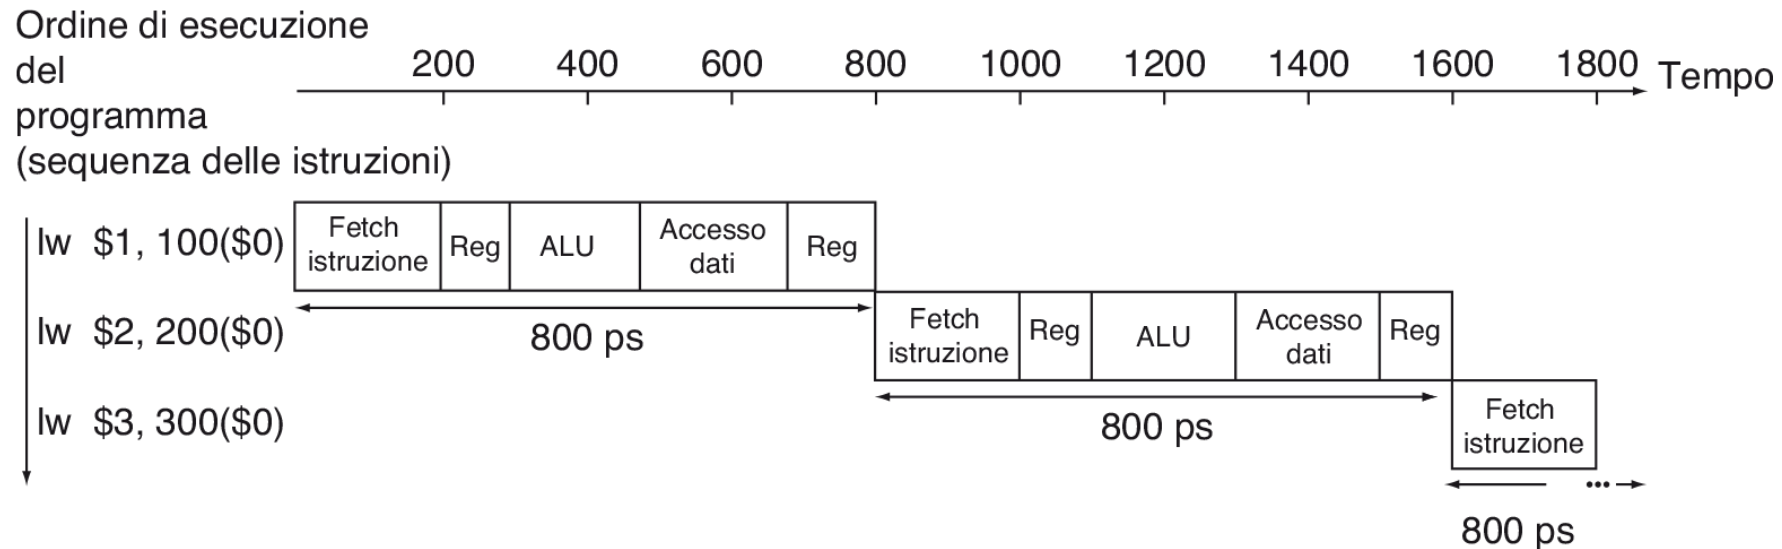 Ordine di esecuzione
del
programma
(sequenza delle istruzioni)
200 400 600 800 1000 1200 1400 1600 1800 Tempo
lw $1, 100($0)
Fetch
istruzione
Reg
ALU
Accesso
dati
Reg
800 ps
lw $2, 200($0)
Fetch
istruzione
Reg
ALU
Accesso
dati
Reg
800 ps
lw $3, 300($0)
Fetch
istruzione
...
800 ps